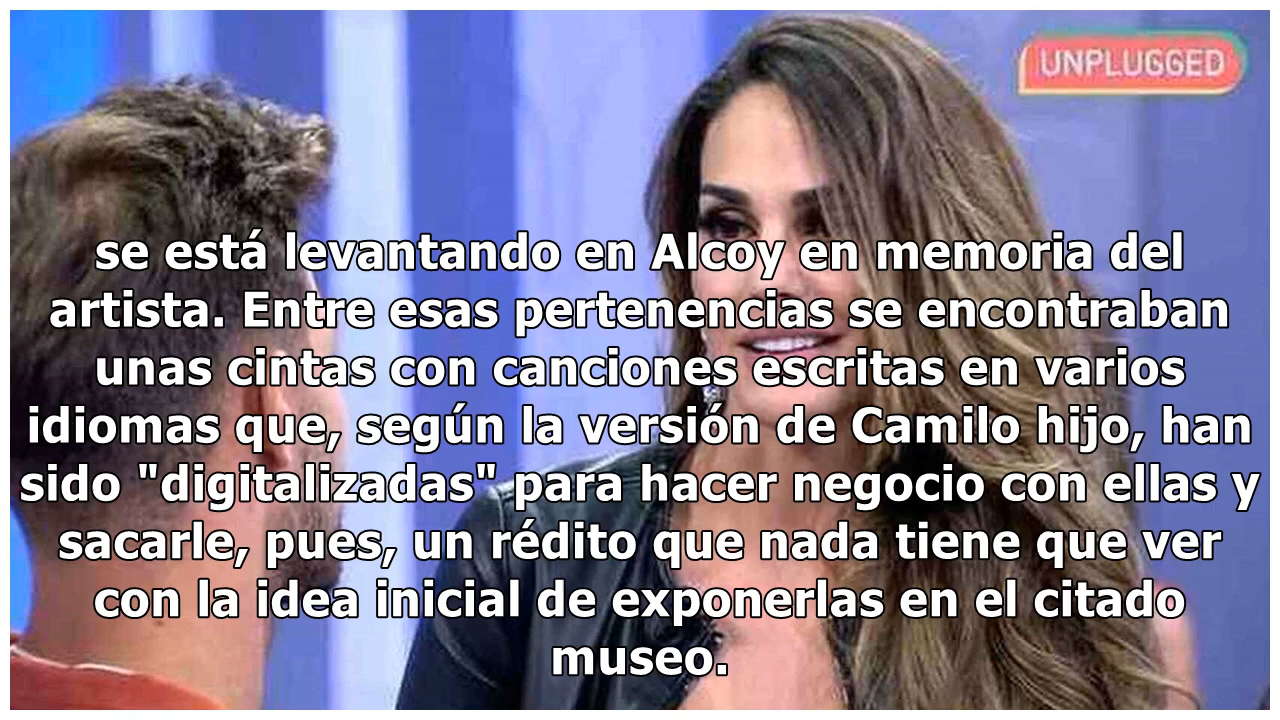 UNPLUGGED
se está levantando en Alcoy en memoria del
artista. Entre esas pertenencias se encontraban
unas cintas con canciones escritas en varios
idiomas que, según la versión de Camilo hijo, han
sido "digitalizadas" para hacer negocio con ellas y
sacarle, pues, un rédito que nada tiene que ver
con la idea inicial de exponerlas en el citado
museo.